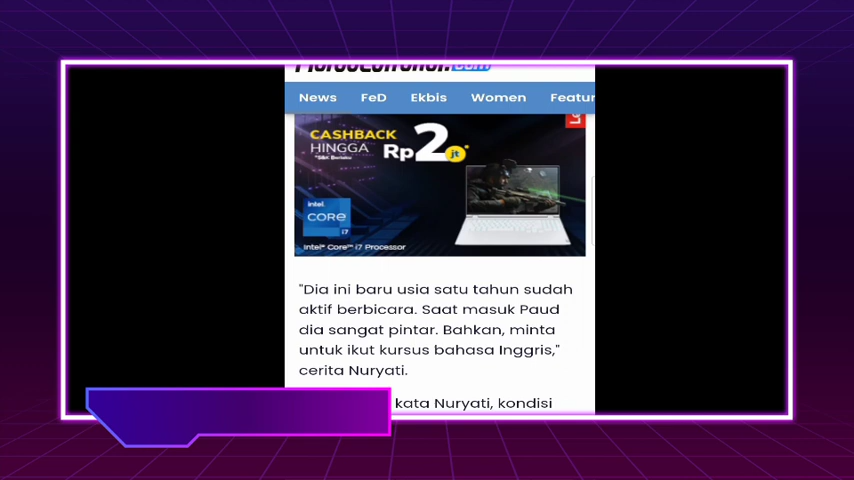 News FeD Ekbis Women Featur
CASHBACK
HINGGA
*S&K Berlaku
Rp2jt*
intel
CORE
i7
Intel® Core™ i7 Processor
"Dia ini baru usia satu tahun sudah
aktif berbicara. Saat masuk Paud
dia sangat pintar. Bahkan, minta
untuk ikut kursus bahasa Inggris,"
cerita Nuryati.
kata Nuryati, kondisi